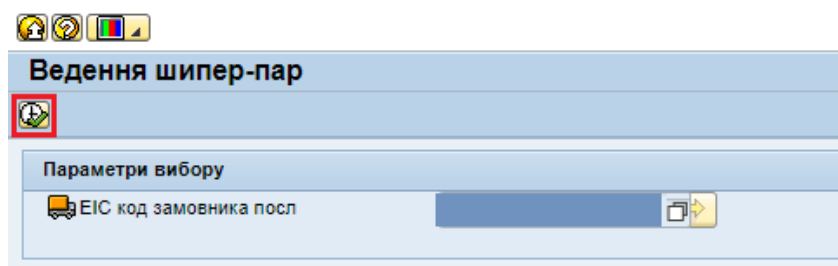 Ведення шипер-пар
Параметри вибору
EIC код замовника посл